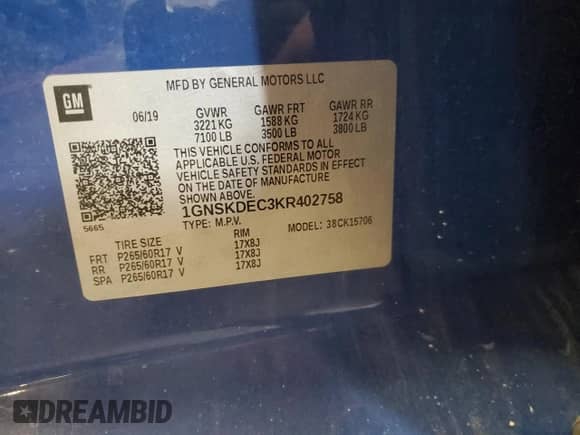 GM
MFD BY GENERAL MOTORS LLC
06/19 GVWR GAWR FRT GAWR RR
3221 KG 1588 KG 1724 KG
7100 LB 3500 LB 3800 LB
THIS VEHICLE CONFORMS TO ALL
APPLICABLE U.S. FEDERAL MOTOR
VEHICLE SAFETY STANDARDS IN EFFECT
ON THE DATE OF MANUFACTURE
SHOWN ABOVE.
1GNSKDEC3KR402758
5665 TYPE: M.P.V. MODEL: 38CK15706
TIRE SIZE RIM
FRT P265/60R17 V 17X8J
RR P265/60R17 V 17X8J
SPA P265/60R17 V 17X8J
DREAMBID